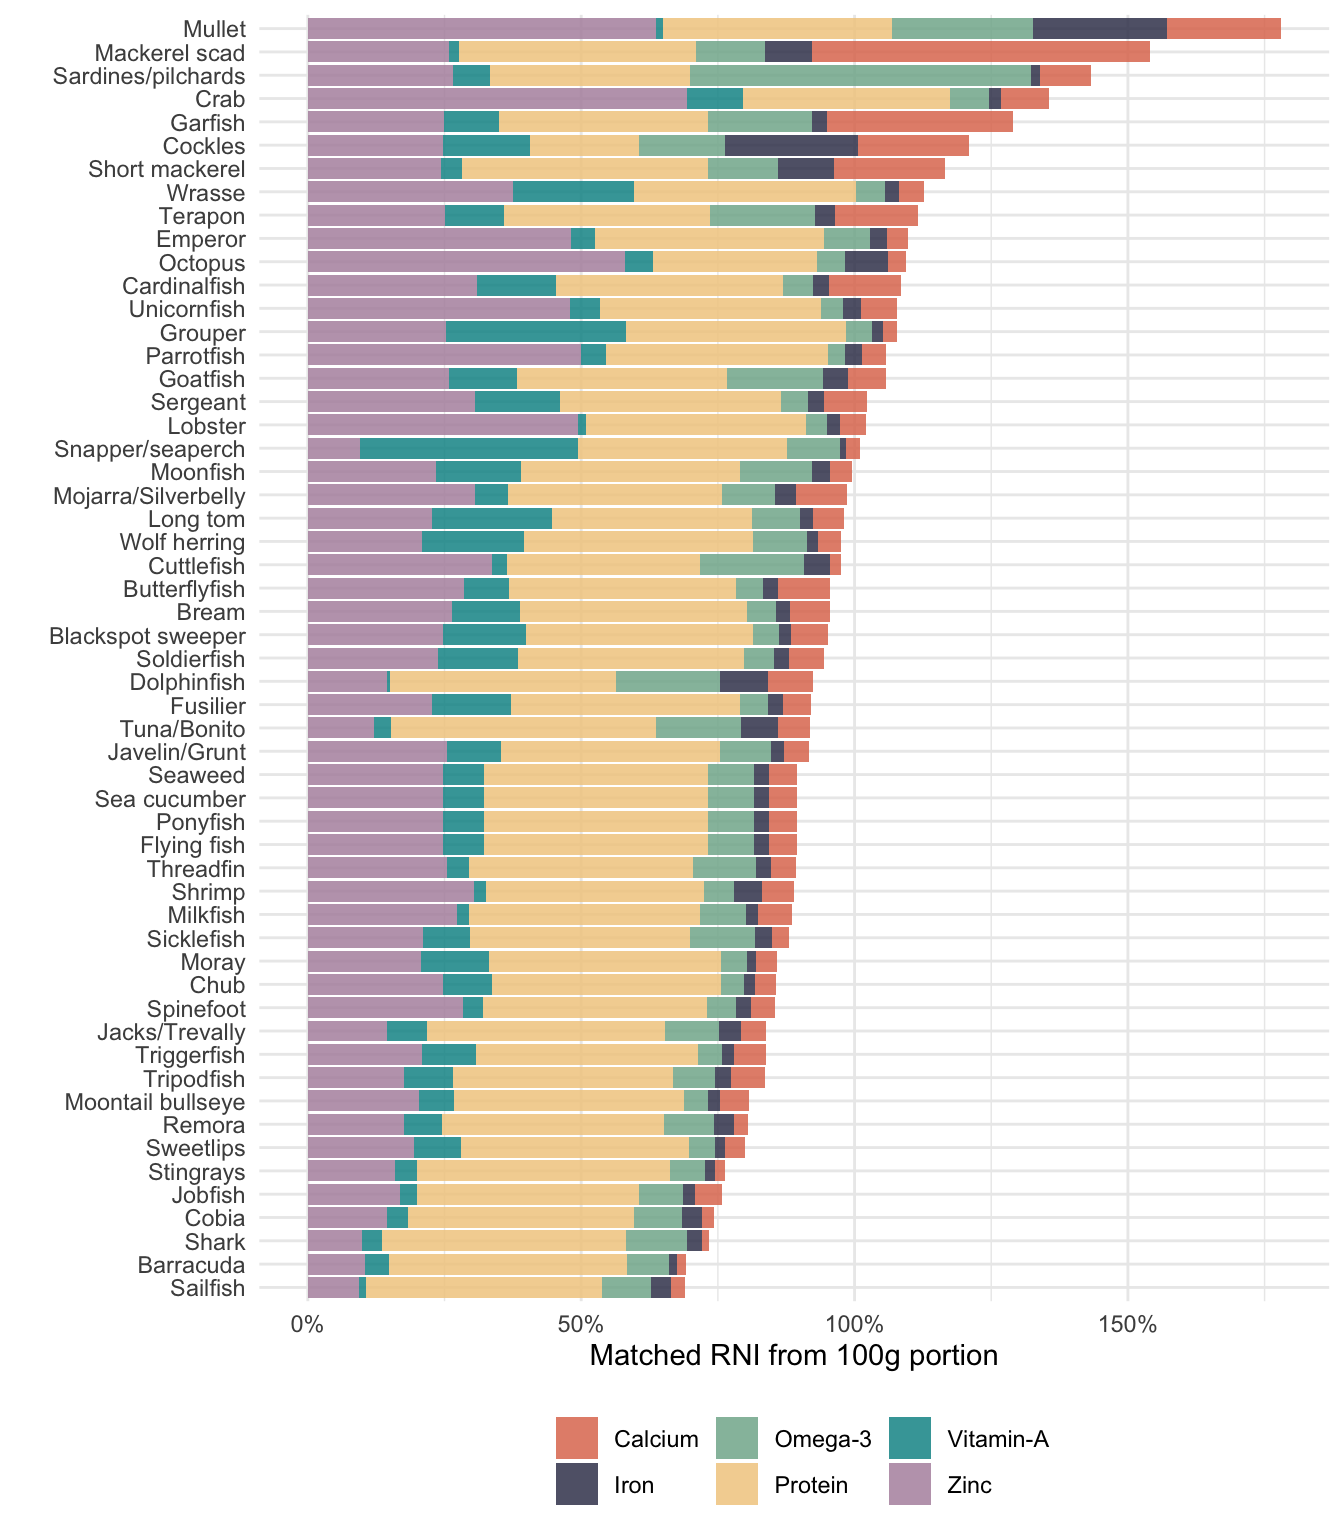 Mullet
Mackerel scad
Sardines/pilchards
Crab
Garfish
Cockles
Short mackerel
Wrasse
Terapon
Emperor
Octopus
Cardinalfish
Unicornfish
Grouper
Parrotfish
Goatfish
Sergeant
Lobster
Snapper/seaperch
Moonfish
Mojarra/Silverbelly
Long tom
Wolf herring
Cuttlefish
Butterflyfish
Bream
Blackspot sweeper
Soldierfish
Dolphinfish
Fusilier
Tuna/Bonito
Javelin/Grunt
Seaweed
Sea cucumber
Ponyfish
Flying fish
Threadfin
Shrimp
Milkfish
Sicklefish
Moray
Chub
Spinefoot
Jacks/Trevally
Triggerfish
Tripodfish
Moontail bullseye
Remora
Sweetlips
Stingrays
Jobfish
Cobia
Shark
Barracuda
Sailfish
0% 50% 100% 150%
Matched RNI from 100g portion
Calcium Omega-3 Vitamin-A
Iron Protein Zinc